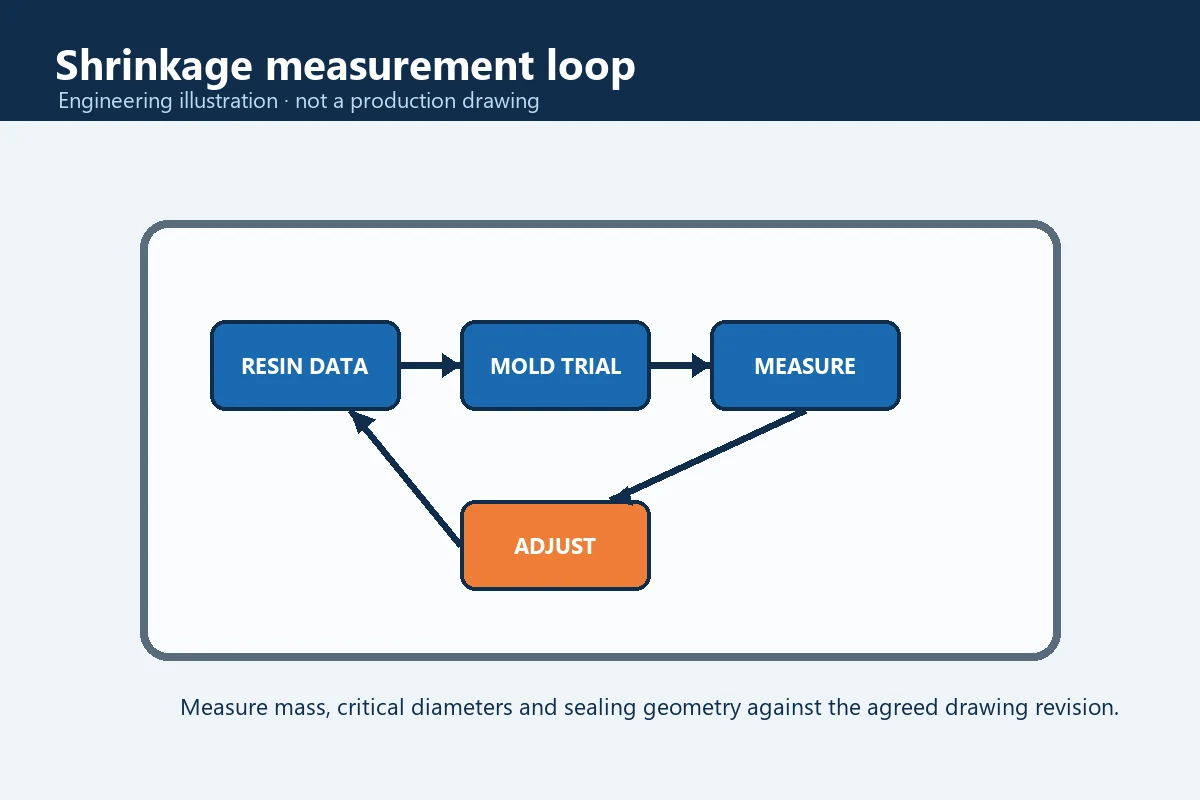 Shrinkage measurement loop
Engineering illustration · not a production drawing
RESIN DATA
MOLD TRIAL
MEASURE
ADJUST
Measure mass, critical diameters and sealing geometry against the agreed drawing revision.